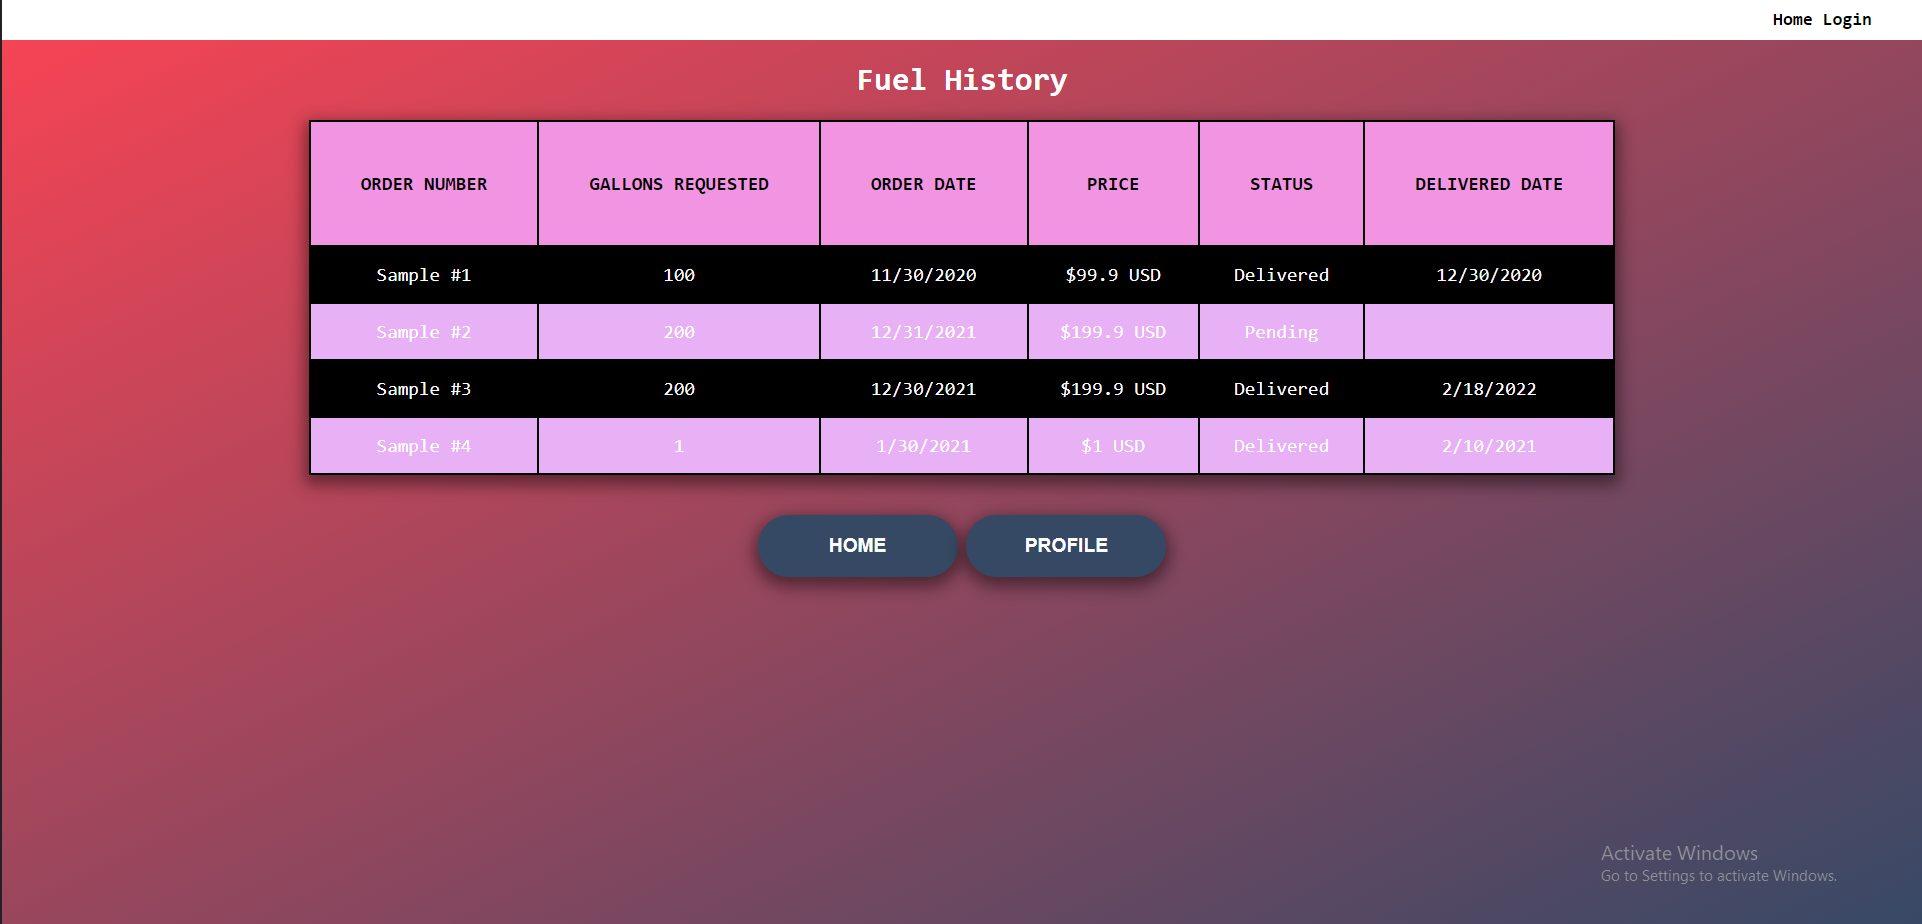 Home Login
Fuel History
ORDER NUMBER GALLONS REQUESTED ORDER DATE PRICE STATUS DELIVERED DATE
Sample #1 100 11/30/2020 $99.9 USD Delivered 12/30/2020
Sample #2 200 12/31/2021 $199.9 USD Pending
Sample #3 200 12/30/2021 $199.9 USD Delivered 2/18/2022
Sample #4 1 1/30/2021 $1 USD Delivered 2/10/2021
HOME PROFILE
Activate Windows
Go to Settings to activate Windows.